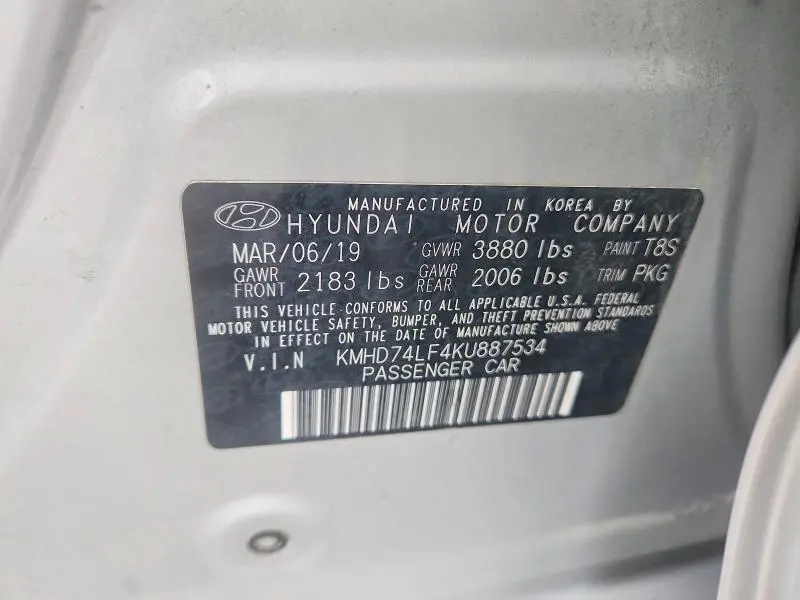 MANUFACTURED IN KOREA BY
HYUNDAI MOTOR COMPANY
MAR/06/19 GVWR 3880 lbs PAINT T8S
GAWR FRONT 2183 lbs GAWR REAR 2006 lbs TRIM PKG
THIS VEHICLE CONFORMS TO ALL APPLICABLE U.S.A. FEDERAL
MOTOR VEHICLE SAFETY, BUMPER, AND THEFT PREVENTION STANDARDS
IN EFFECT ON THE DATE OF MANUFACTURE SHOWN ABOVE
V.I.N KMHD74LF4KU887534
PASSENGER CAR